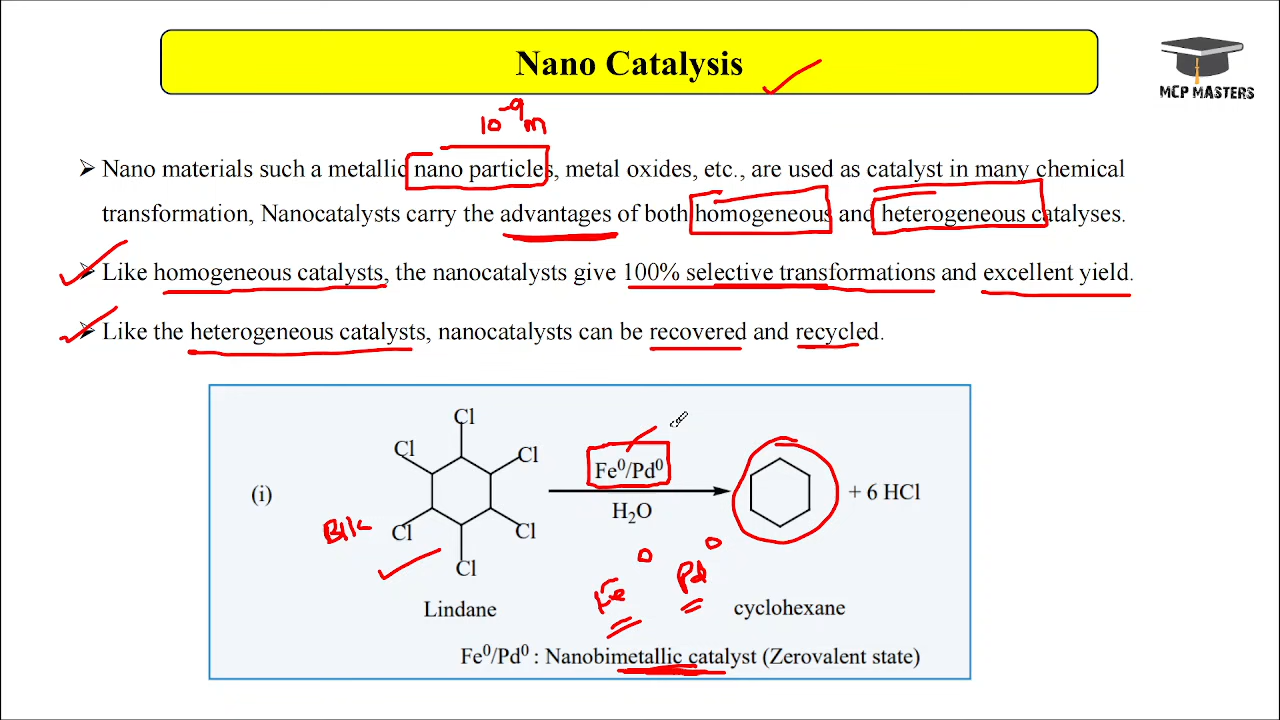 Nano Catalysis
MCP MASTERS
10⁻⁹ m
➢ Nano materials such a metallic nano particles, metal oxides, etc., are used as catalyst in many chemical
transformation, Nanocatalysts carry the advantages of both homogeneous and heterogeneous catalyses.
➢ Like homogeneous catalysts, the nanocatalysts give 100% selective transformations and excellent yield.
➢ Like the heterogeneous catalysts, nanocatalysts can be recovered and recycled.
Cl
Cl Cl
(i) Fe⁰/Pd⁰ + 6 HCl
H₂O
Cl Cl
Cl
Fe⁰ Pd⁰
Lindane cyclohexane
Fe⁰/Pd⁰ : Nanobimetallic catalyst (Zerovalent state)